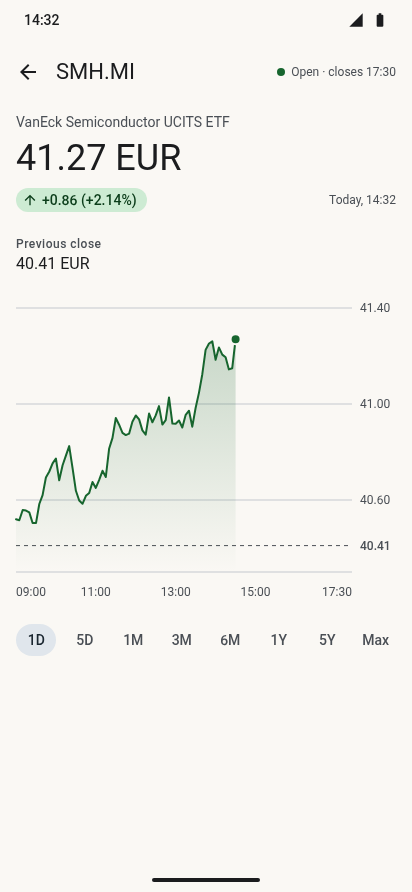 14:32
SMH.MI
Open · closes 17:30
VanEck Semiconductor UCITS ETF
41.27 EUR
+0.86 (+2.14%)
Today, 14:32
Previous close
40.41 EUR
41.40
41.00
40.60
40.41
09:00 11:00 13:00 15:00 17:30
1D 5D 1M 3M 6M 1Y 5Y Max